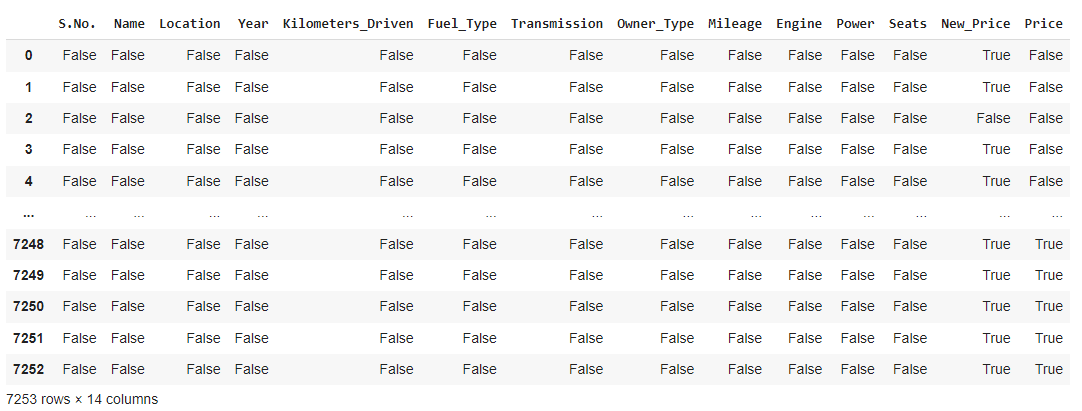 S.No. Name Location Year Kilometers_Driven Fuel_Type Transmission Owner_Type Mileage Engine Power Seats New_Price Price
0 False False False False False False False False False False False False True False
1 False False False False False False False False False False False False True False
2 False False False False False False False False False False False False False False
3 False False False False False False False False False False False False True False
4 False False False False False False False False False False False False True False
... ... ... ... ... ... ... ... ... ... ... ... ... ... ...
7248 False False False False False False False False False False False False True True
7249 False False False False False False False False False False False False True True
7250 False False False False False False False False False False False False True True
7251 False False False False False False False False False False False False True True
7252 False False False False False False False False False False False False True True
7253 rows × 14 columns